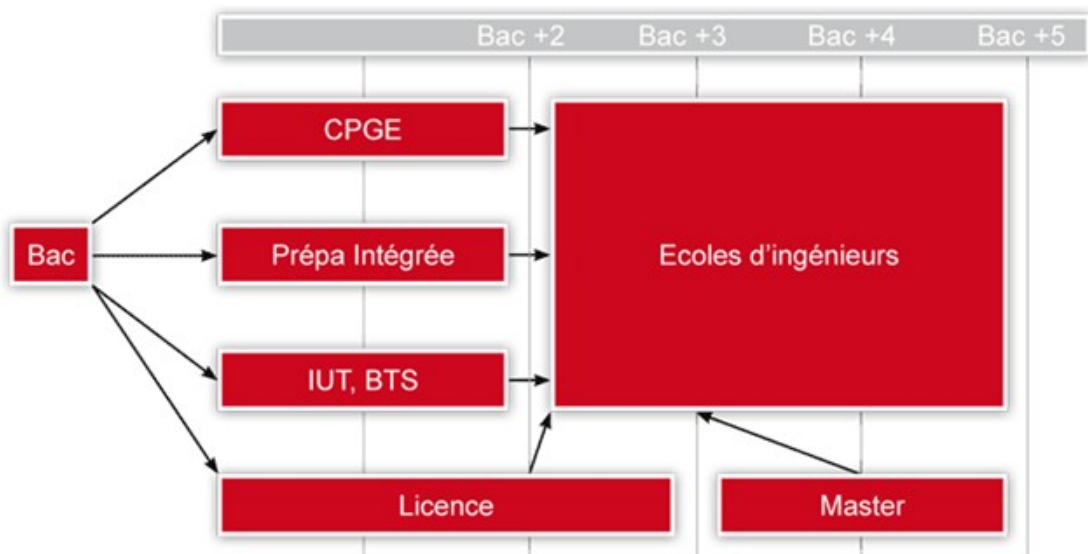 Bac +2 Bac +3 Bac +4 Bac +5
CPGE
Bac
Prépa Intégrée
Ecoles d'ingénieurs
IUT, BTS
Licence
Master